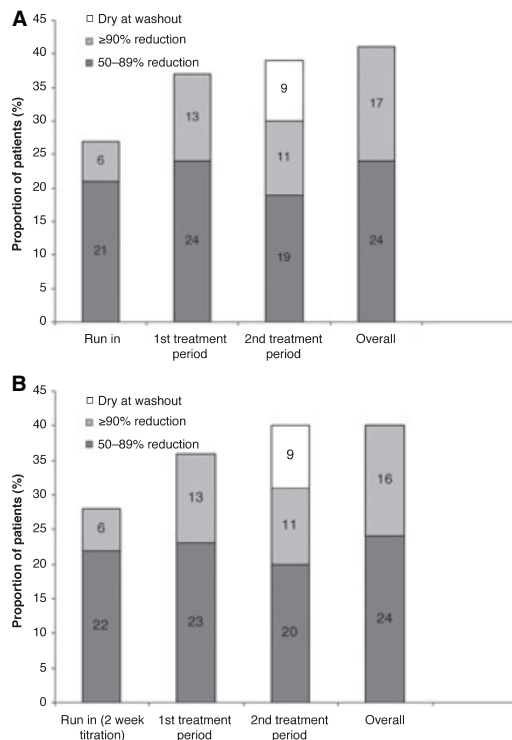 A
Dry at washout
≥90% reduction
50–89% reduction
Proportion of patients (%)
45
40
35
30
25
20
15
10
5
0
6
21
13
24
9
11
19
17
24
Run in
1st treatment
period
2nd treatment
period
Overall
B
Dry at washout
≥90% reduction
50–89% reduction
Proportion of patients (%)
45
40
35
30
25
20
15
10
5
0
6
22
13
23
9
11
20
16
24
Run in (2 week
titration)
1st treatment
period
2nd treatment
period
Overall